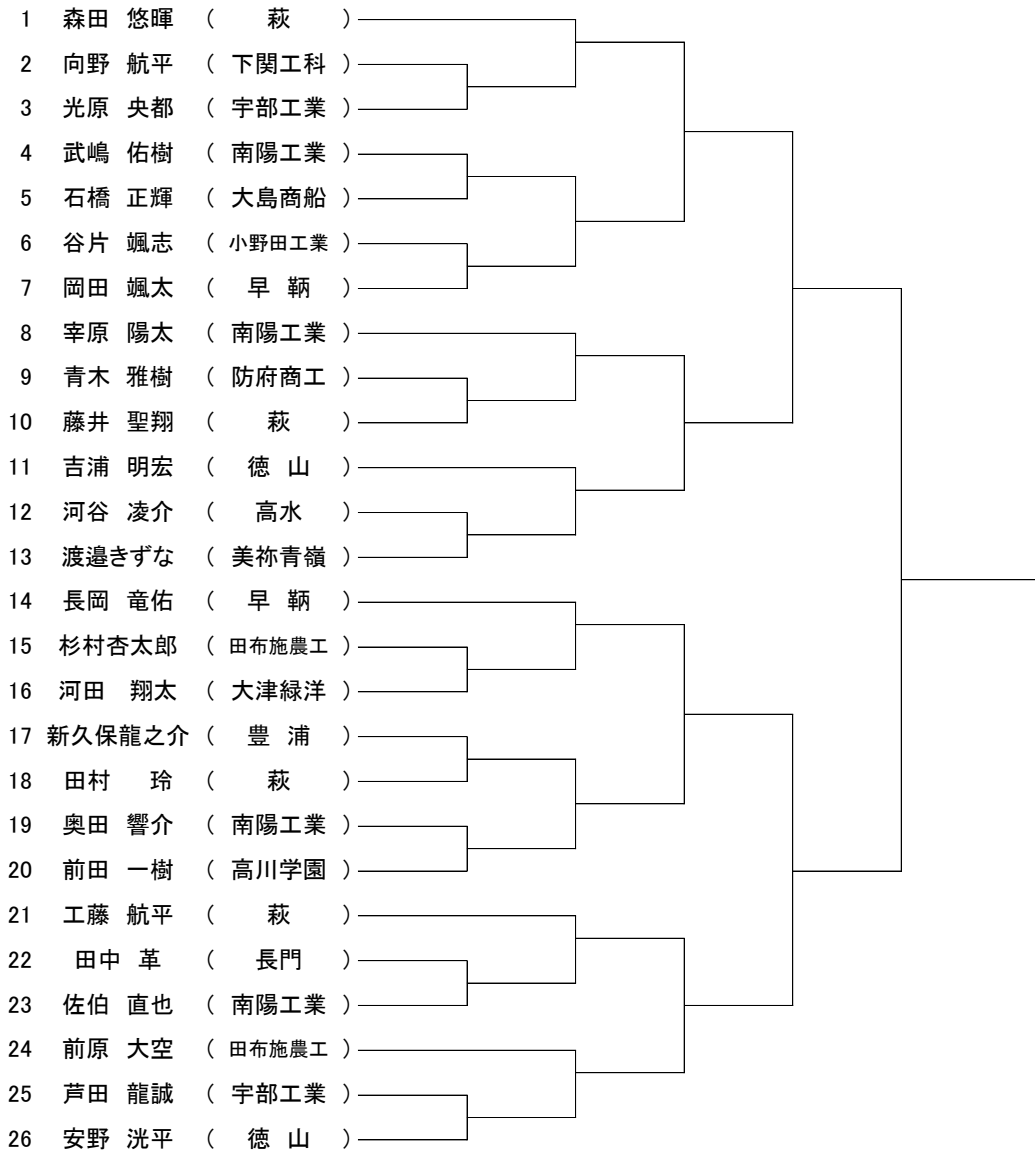 1 森田 悠暉 ( 萩 )
2 向野 航平 ( 下関工科 )
3 光原 央都 ( 宇部工業 )
4 武嶋 佑樹 ( 南陽工業 )
5 石橋 正輝 ( 大島商船 )
6 谷片 颯志 ( 小野田工業 )
7 岡田 颯太 ( 早 鞆 )
8 宰原 陽太 ( 南陽工業 )
9 青木 雅樹 ( 防府商工 )
10 藤井 聖翔 ( 萩 )
11 吉浦 明宏 ( 徳 山 )
12 河谷 凌介 ( 高水 )
13 渡邉きずな ( 美祢青嶺 )
14 長岡 竜佑 ( 早 鞆 )
15 杉村杏太郎 ( 田布施農工 )
16 河田 翔太 ( 大津緑洋 )
17 新久保龍之介 ( 豊 浦 )
18 田村 玲 ( 萩 )
19 奥田 響介 ( 南陽工業 )
20 前田 一樹 ( 高川学園 )
21 工藤 航平 ( 萩 )
22 田中 革 ( 長門 )
23 佐伯 直也 ( 南陽工業 )
24 前原 大空 ( 田布施農工 )
25 芦田 龍誠 ( 宇部工業 )
26 安野 洸平 ( 徳 山 )